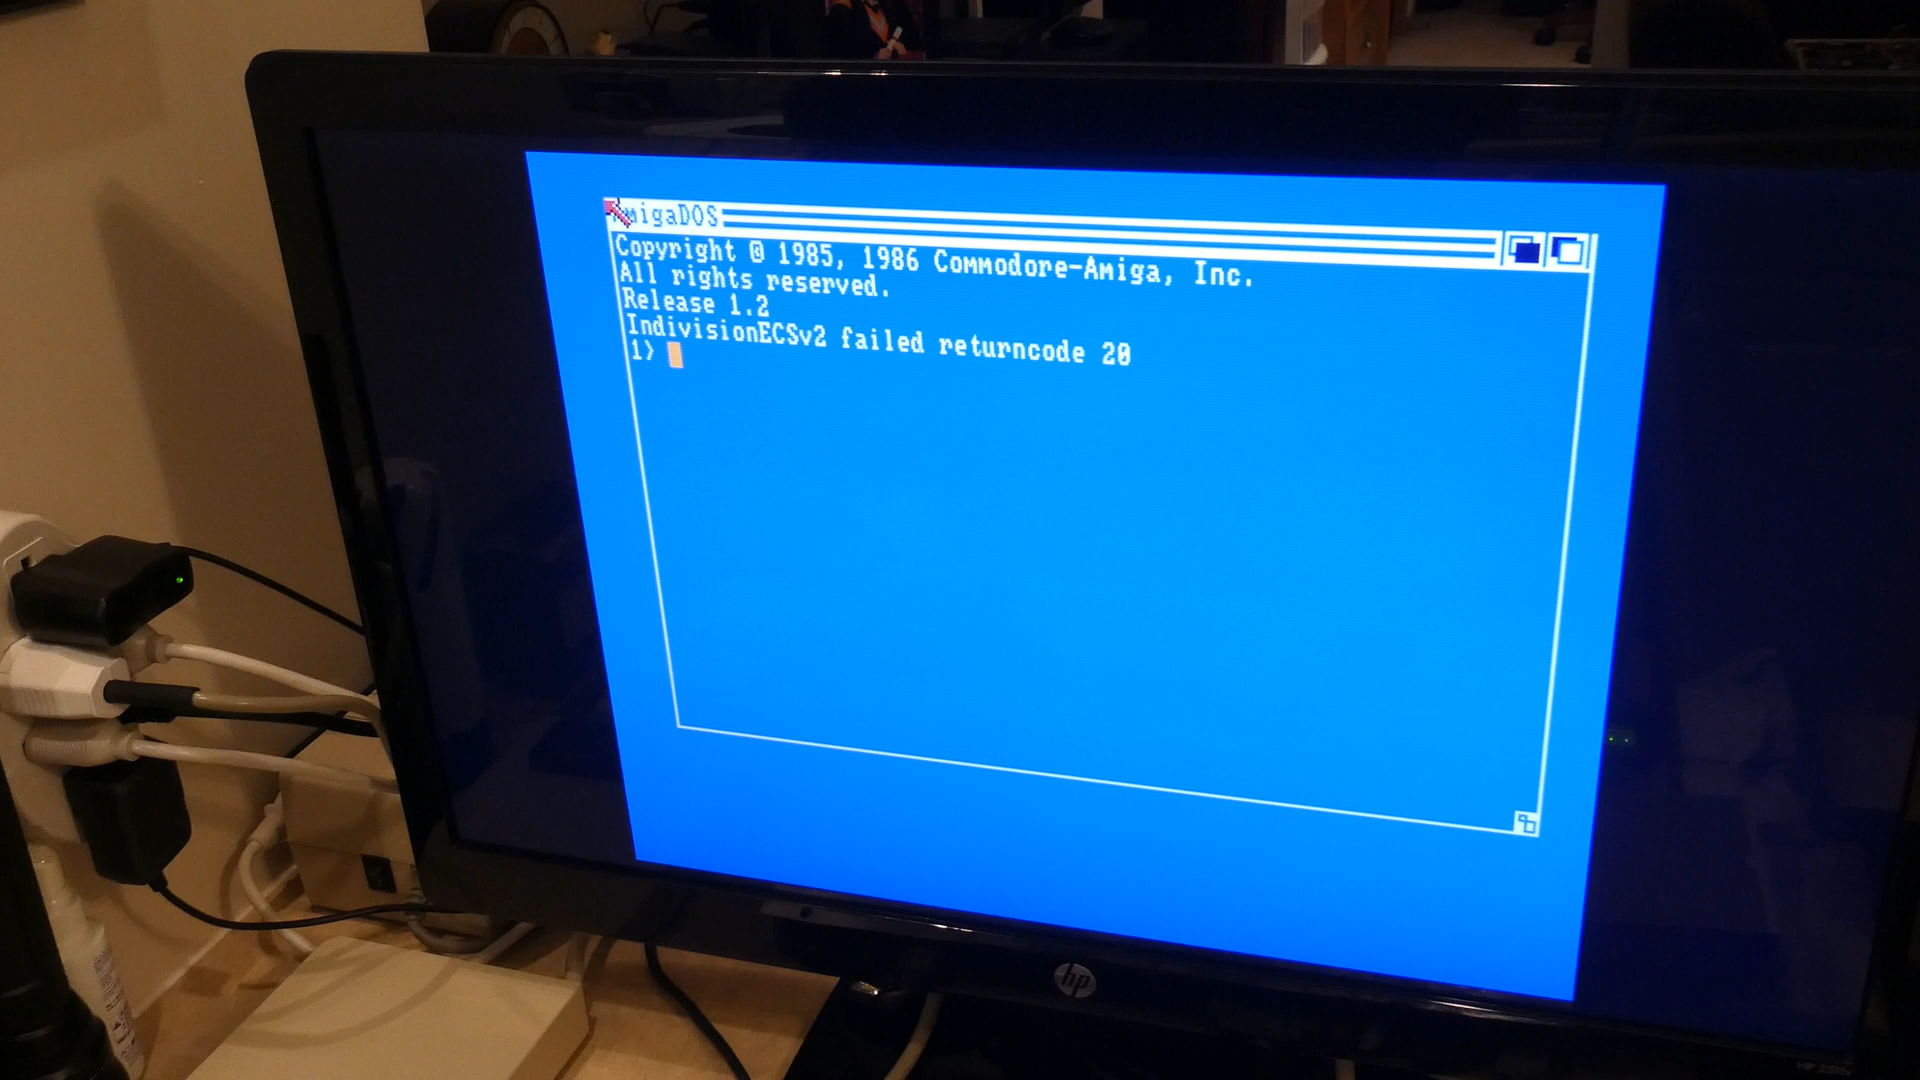 AmigaDOS
Copyright © 1985, 1986 Commodore-Amiga, Inc.
All rights reserved.
Release 1.2
IndivisionECSv2 failed returncode 20
1>
hp